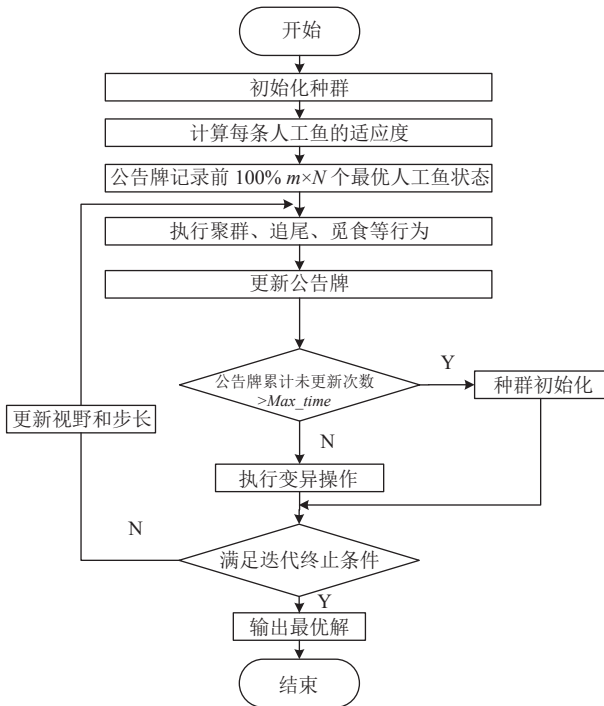 开始
初始化种群
计算每条人工鱼的适应度
公告牌记录前 100% m×N 个最优人工鱼状态
执行聚群、追尾、觅食等行为
更新公告牌
公告牌累计未更新次数
>Max_time
Y
种群初始化
更新视野和步长
N
执行变异操作
N
满足迭代终止条件
Y
输出最优解
结束